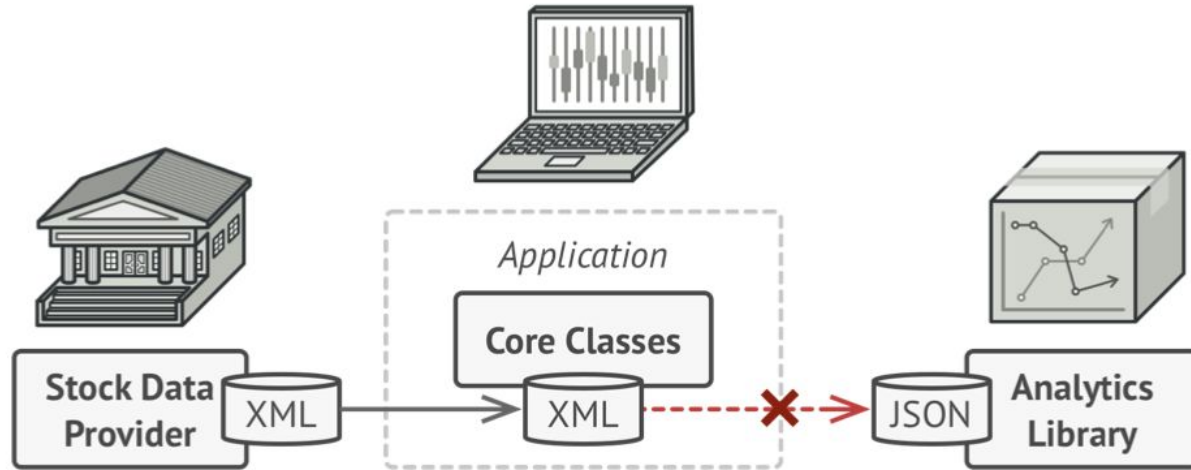 Application
Core Classes
Stock Data
Provider
XML
XML
JSON
Analytics
Library